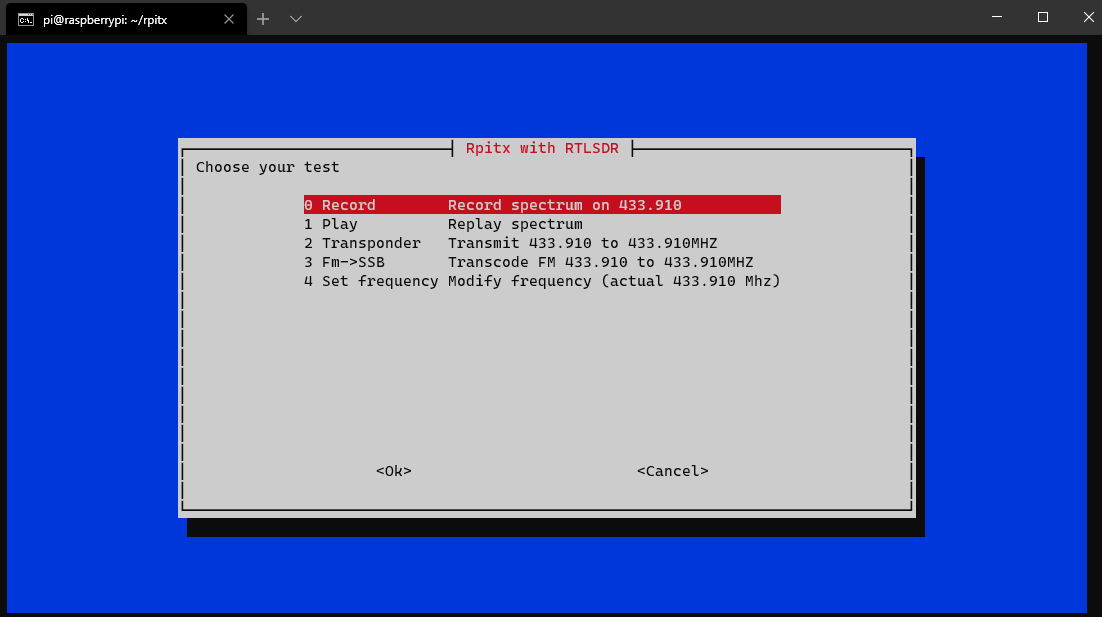 pi@raspberrypi: ~/rpitx
Rpitx with RTLSDR
Choose your test
0 Record Record spectrum on 433.910
1 Play Replay spectrum
2 Transponder Transmit 433.910 to 433.910MHZ
3 Fm->SSB Transcode FM 433.910 to 433.910MHZ
4 Set frequency Modify frequency (actual 433.910 Mhz)
<Ok> <Cancel>